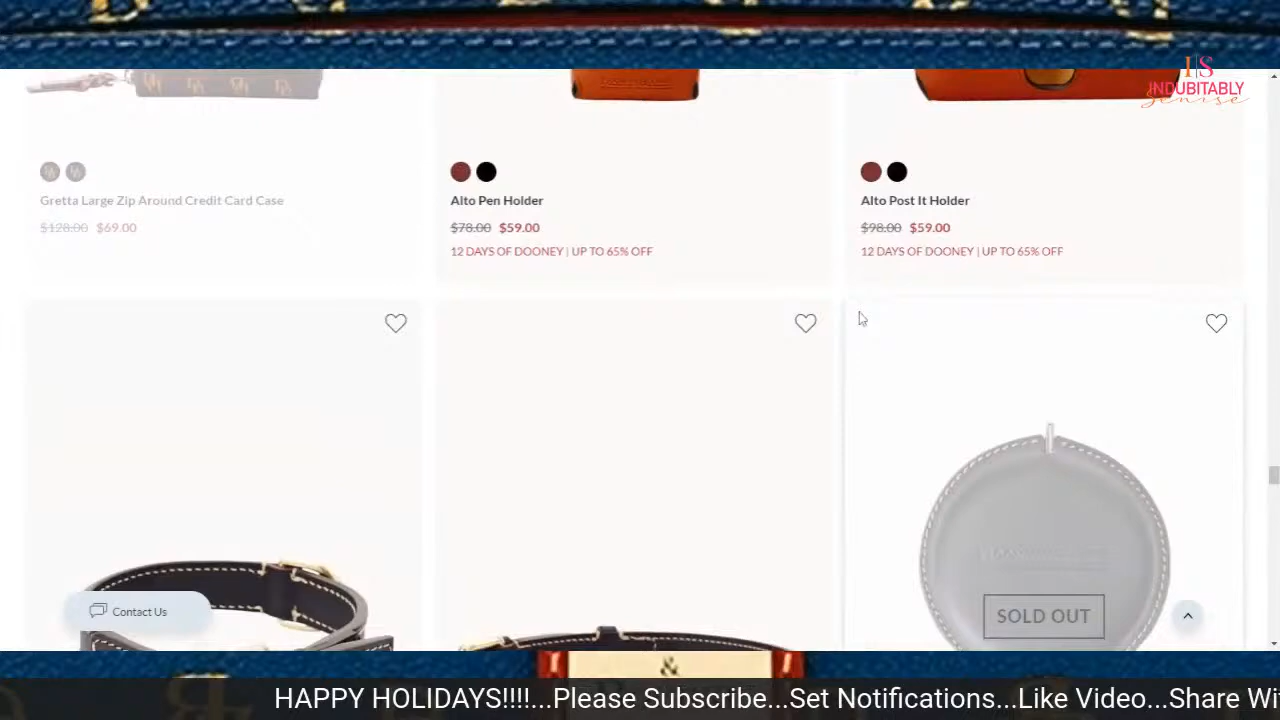 IS
INDUBITABLY
Senise
Gretta Large Zip Around Credit Card Case
$128.00 $69.00
Alto Pen Holder
$78.00 $59.00
12 DAYS OF DOONEY | UP TO 65% OFF
Alto Post It Holder
$98.00 $59.00
12 DAYS OF DOONEY | UP TO 65% OFF
SOLD OUT
Contact Us
&
HAPPY HOLIDAYS!!!!...Please Subscribe...Set Notifications...Like Video...Share Wi